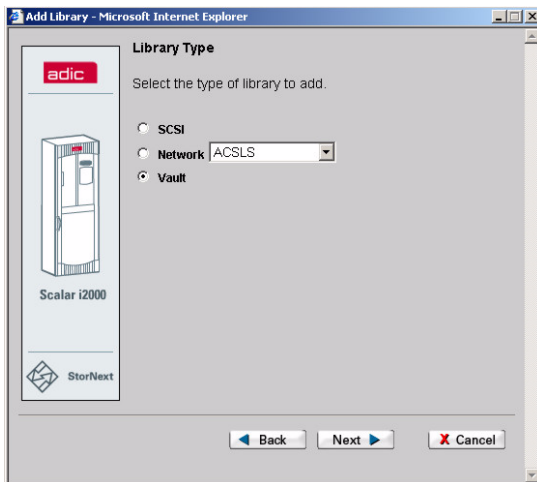 Add Library - Microsoft Internet Explorer
adic
Library Type
Select the type of library to add.
SCSI
Network ACSLS
Vault
Scalar i2000
StorNext
Back Next X Cancel